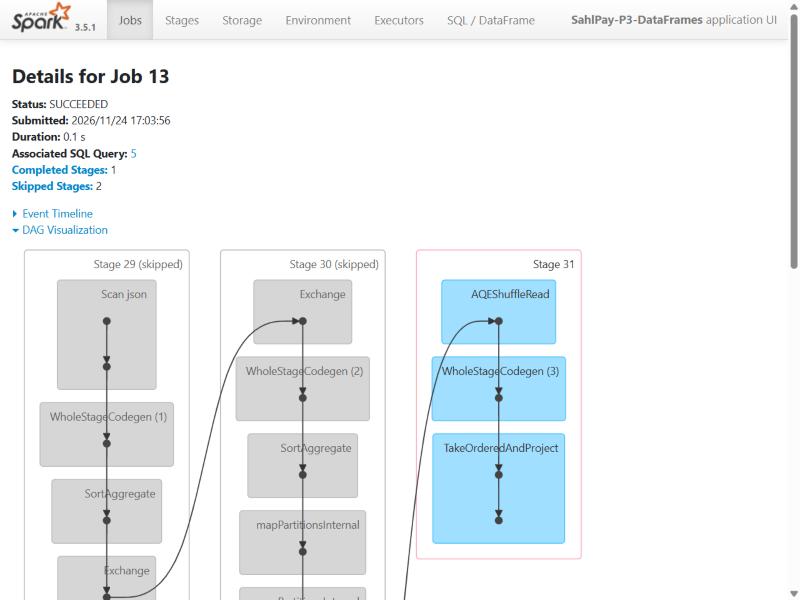 APACHE
Spark 3.5.1
Jobs
Stages
Storage
Environment
Executors
SQL / DataFrame
SahlPay-P3-DataFrames application UI
Details for Job 13
Status: SUCCEEDED
Submitted: 2026/11/24 17:03:56
Duration: 0.1 s
Associated SQL Query: 5
Completed Stages: 1
Skipped Stages: 2
Event Timeline
DAG Visualization
Stage 29 (skipped)
Scan json
WholeStageCodegen (1)
SortAggregate
Exchange
Stage 30 (skipped)
Exchange
WholeStageCodegen (2)
SortAggregate
mapPartitionsInternal
Stage 31
AQEShuffleRead
WholeStageCodegen (3)
TakeOrderedAndProject